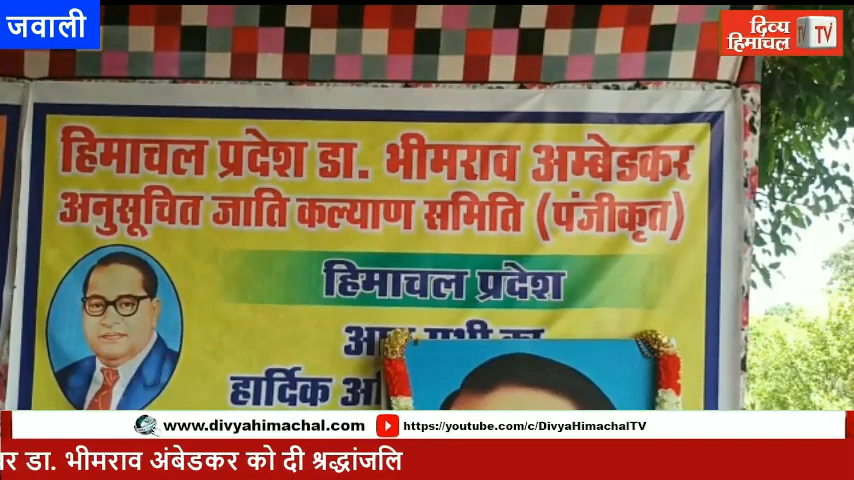 जवाली
दिव्य
हिमाचल
TV TV
हिमाचल प्रदेश डा. भीमराव अम्बेडकर
अनुसूचित जाति कल्याण समिति (पंजीकृत)
हिमाचल प्रदेश
हार्दिक
www.divyahimachal.com
https://youtube.com/c/DivyaHimachalTV
डा. भीमराव अंबेडकर को दी श्रद्धांजलि